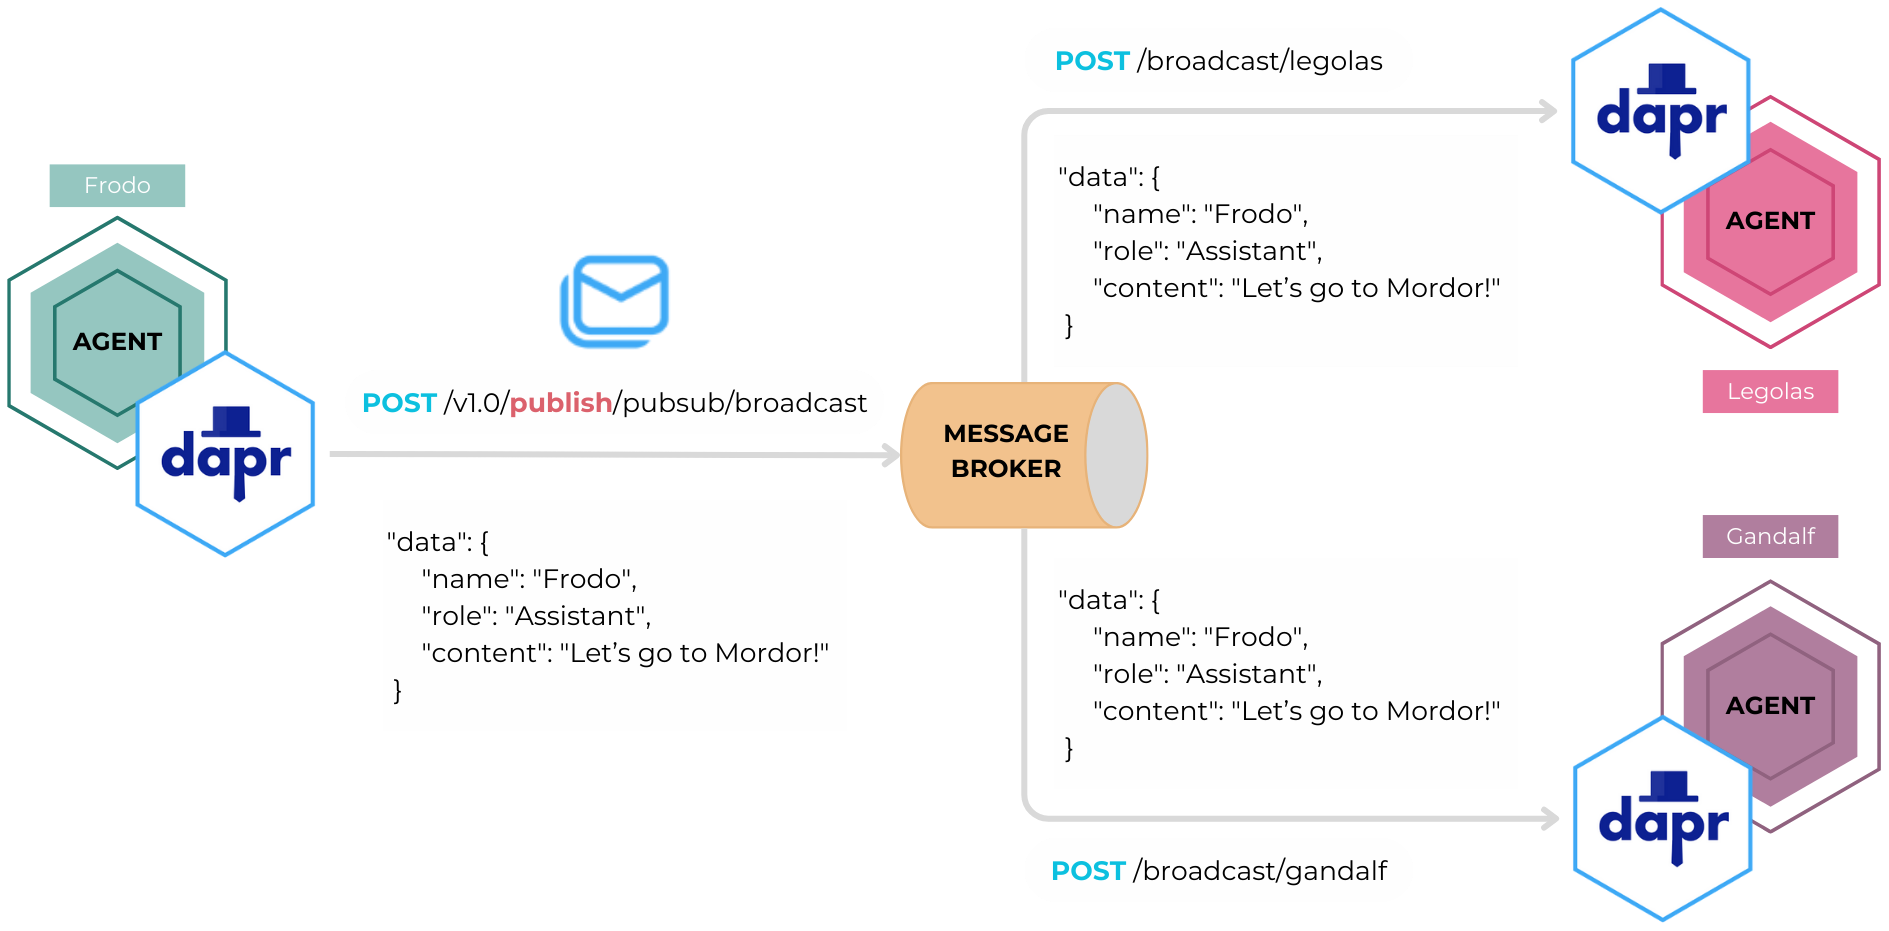 Frodo
AGENT
dapr
POST /v1.0/publish/pubsub/broadcast
"data": {
"name": "Frodo",
"role": "Assistant",
"content": "Let’s go to Mordor!"
}
MESSAGE
BROKER
POST /broadcast/legolas
"data": {
"name": "Frodo",
"role": "Assistant",
"content": "Let’s go to Mordor!"
}
dapr
AGENT
Legolas
"data": {
"name": "Frodo",
"role": "Assistant",
"content": "Let’s go to Mordor!"
}
POST /broadcast/gandalf
Gandalf
AGENT
dapr